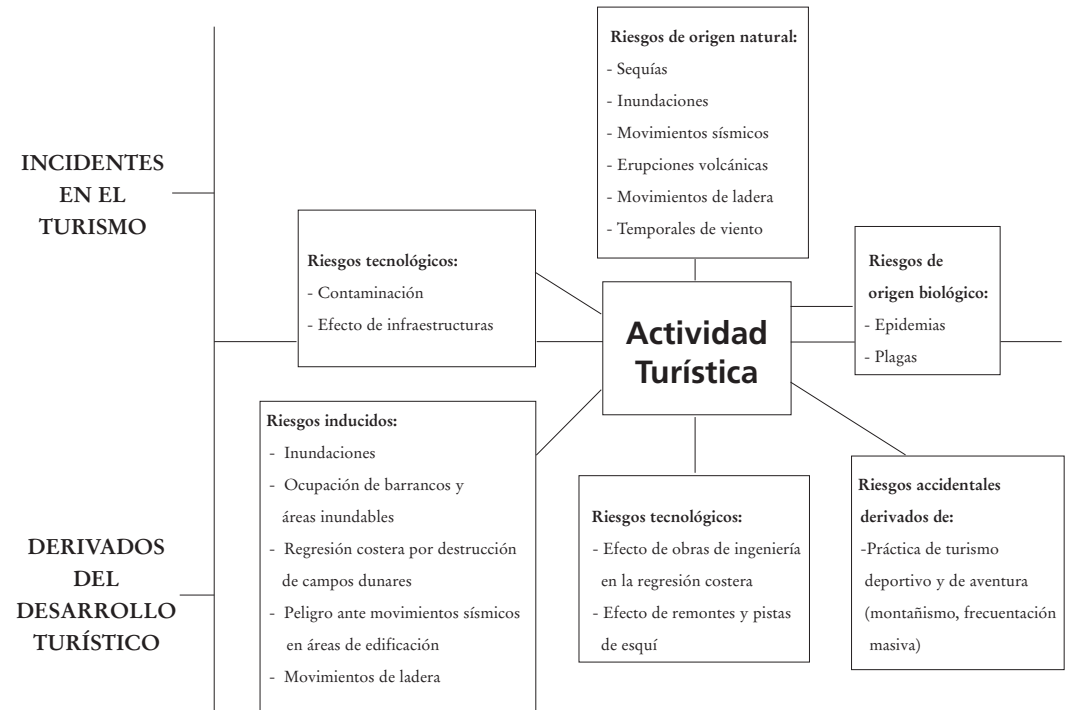 INCIDENTES
EN EL
TURISMO
Riesgos de origen natural:
- Sequías
- Inundaciones
- Movimientos sísmicos
- Erupciones volcánicas
- Movimientos de ladera
- Temporales de viento
Riesgos tecnológicos:
- Contaminación
- Efecto de infraestructuras
Riesgos de
origen biológico:
- Epidemias
- Plagas
Actividad
Turística
DERIVADOS
DEL
DESARROLLO
TURÍSTICO
Riesgos inducidos:
- Inundaciones
- Ocupación de barrancos y
áreas inundables
- Regresión costera por destrucción
de campos dunares
- Peligro ante movimientos sísmicos
en áreas de edificación
- Movimientos de ladera
Riesgos tecnológicos:
- Efecto de obras de ingeniería
en la regresión costera
- Efecto de remontes y pistas
de esquí
Riesgos accidentales
derivados de:
-Práctica de turismo
deportivo y de aventura
(montañismo, frecuentación
masiva)